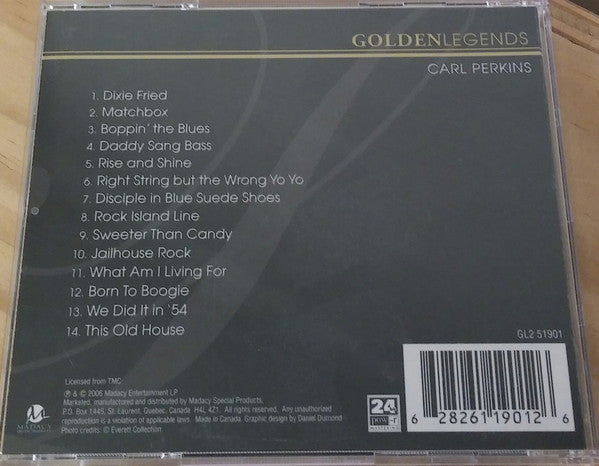 GOLDENLEGENDS
CARL PERKINS
1. Dixie Fried
2. Matchbox
3. Boppin' the Blues
4. Daddy Sang Bass
5. Rise and Shine
6. Right String but the Wrong Yo Yo
7. Disciple in Blue Suede Shoes
8. Rock Island Line
9. Sweeter Than Candy
10. Jailhouse Rock
11. What Am I Living For
12. Born To Boogie
13. We Did It in '54
14. This Old House
GL2 51901
Licensed from TMC:
℗ & © 2006 Madacy Entertainment LP
Marketed, manufactured and distributed by Madacy Special Products.
P.O. Box 1445, St. Laurent, Quebec, Canada H4L 4Z1. Any unauthorized
reproduction is a violation of applicable laws. Made in Canada. Graphic design by Daniel Dumond
Photo credits: © Everett Collection
MADACY
24
6 28261 19012 6